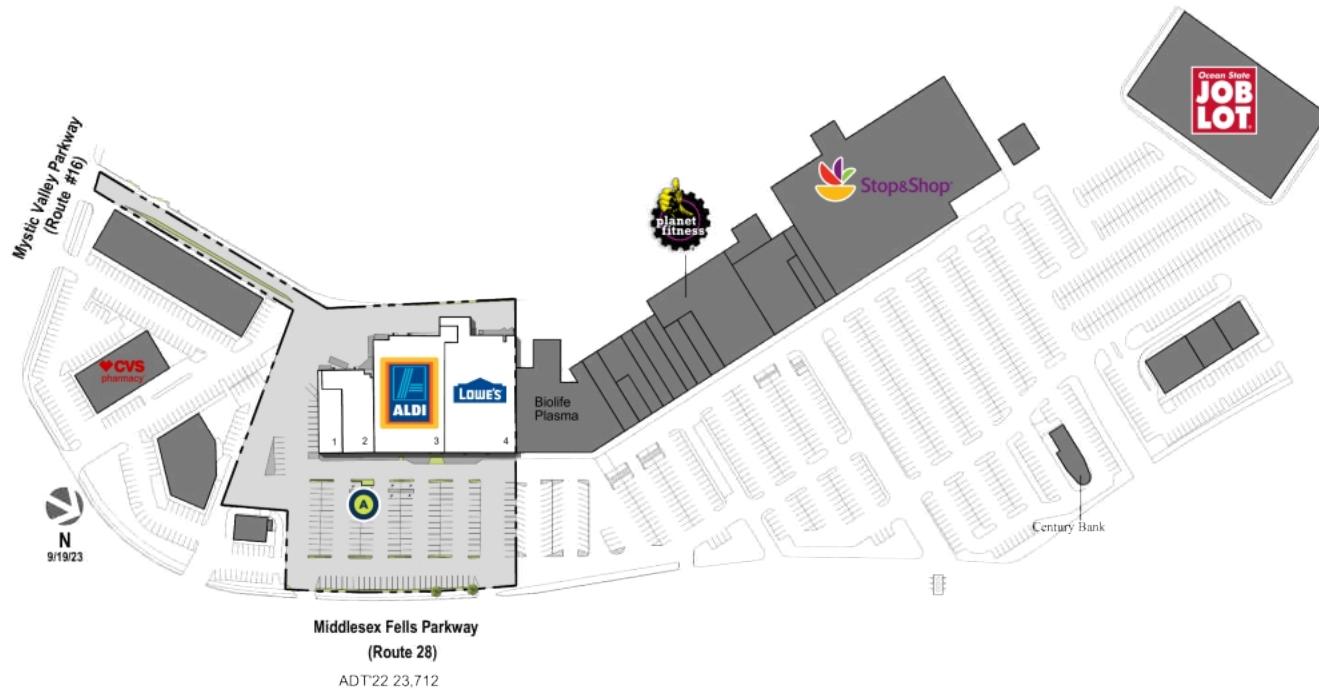 Ocean State
JOB
LOT
Mystic Valley Parkway
(Route #16)
Stop&Shop
planet
fitness
CVS
pharmacy
ALDI
LOWE'S
Biolife
Plasma
1
2
3
4
A
N
9/19/23
Century Bank
Middlesex Fells Parkway
(Route 28)
ADT'22 23,712